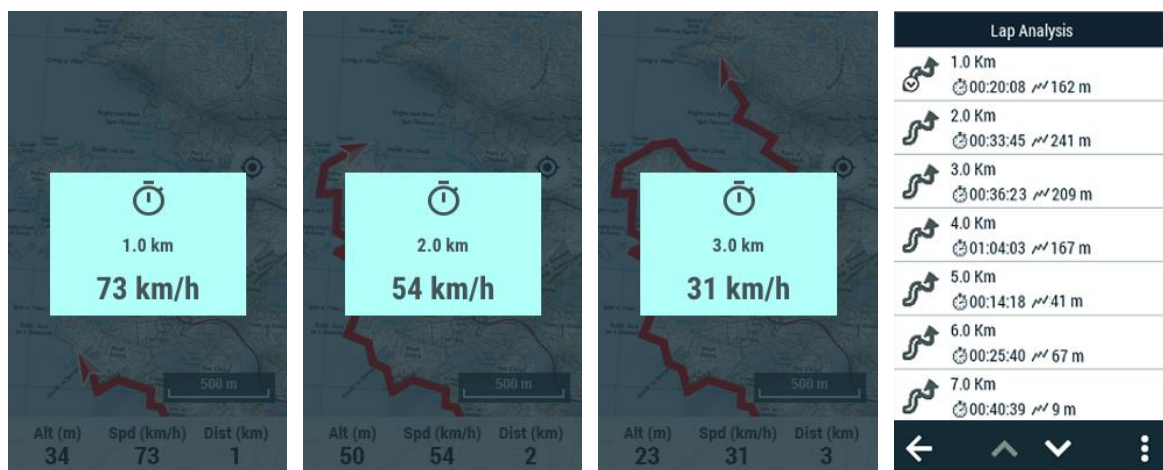 1.0 km
73 km/h
500 m
Alt (m) Spd (km/h) Dist (km)
34 73 1
2.0 km
54 km/h
500 m
Alt (m) Spd (km/h) Dist (km)
50 54 2
3.0 km
31 km/h
500 m
Alt (m) Spd (km/h) Dist (km)
23 31 3
Lap Analysis
1.0 Km
00:20:08 162 m
2.0 Km
00:33:45 241 m
3.0 Km
00:36:23 209 m
4.0 Km
01:04:03 167 m
5.0 Km
00:14:18 41 m
6.0 Km
00:25:40 67 m
7.0 Km
00:40:39 9 m